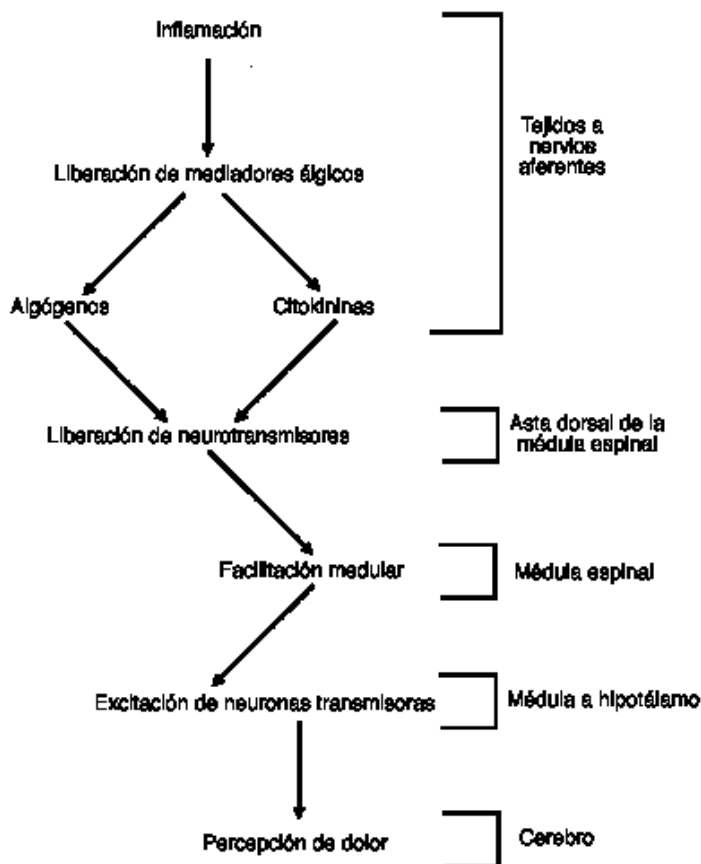 Inflamación
Tejidos a
nervios
aferentes
Liberación de mediadores álgicos
Algógenos
Citokininas
Liberación de neurotransmisores
Asta dorsal de la
médula espinal
Facilitación medular
Médula espinal
Excitación de neuronas transmisoras
Médula a hipotálamo
Percepción de dolor
Cerebro